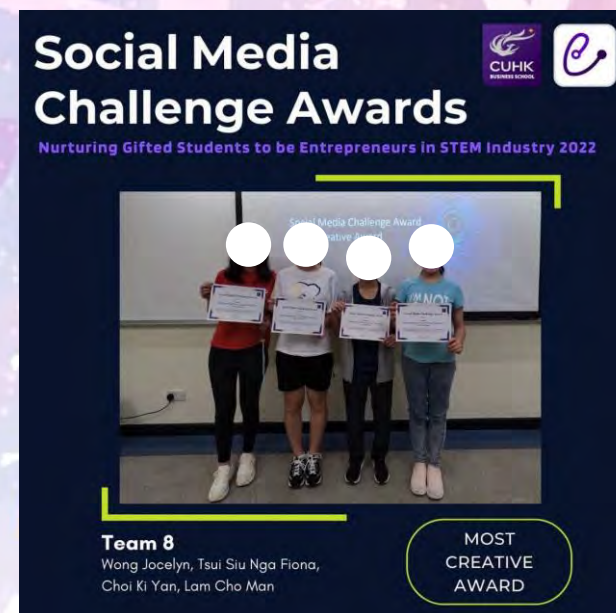 Social Media
Challenge Awards
CUHK
BUSINESS SCHOOL
Nurturing Gifted Students to be Entrepreneurs in STEM Industry 2022
Social Media Challenge Award
Creative Award
Team 8
Wong Jocelyn, Tsui Siu Nga Fiona,
Choi Ki Yan, Lam Cho Man
MOST
CREATIVE
AWARD